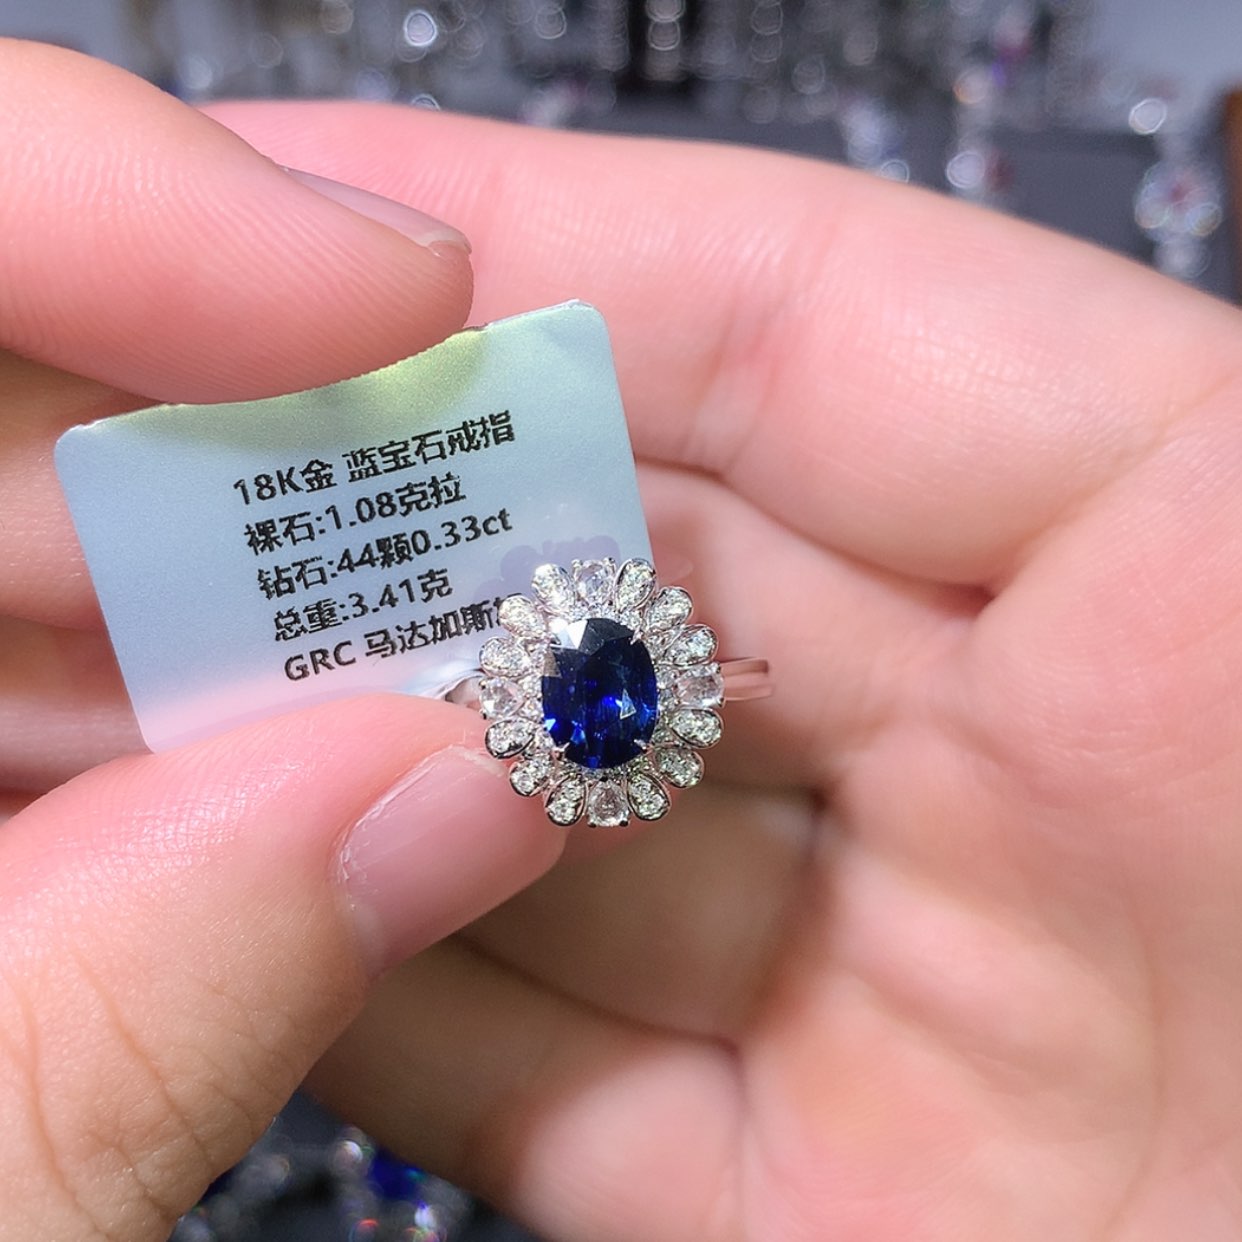 18K金 蓝宝石戒指
裸石:1.08克拉
钻石:44颗0.33ct
总重:3.41克
GRC 马达加斯